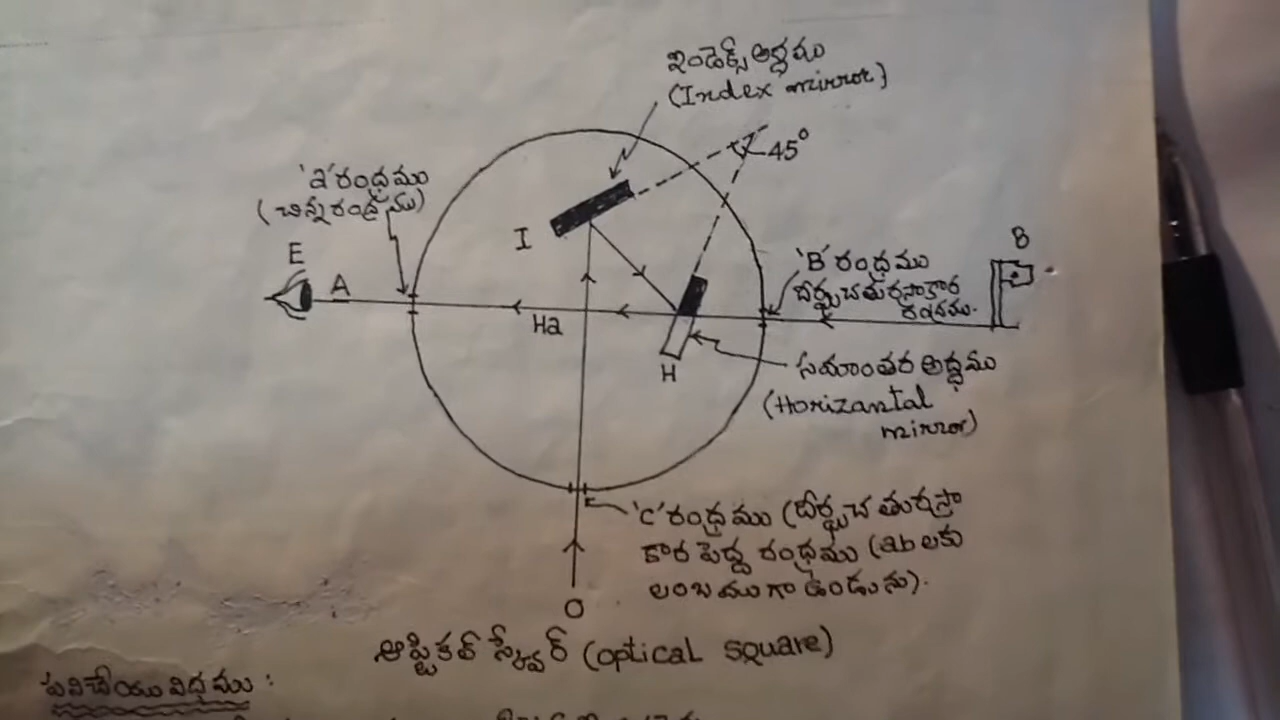 ఇండెక్స్ అద్దము
(Index mirror)
45°
'a' రంధ్రము
(చిన్న రంధ్రము)
E
A
I
B
'B' రంధ్రము
దీర్ఘచతురస్రాకార
రంధ్రము.
Ha
H
సమాంతర అద్దము
(Horizantal
mirror)
'c' రంధ్రము (దీర్ఘచ తురస్రా
కార పెద్ద రంధ్రము (ab లకు
లంబముగా ఉండును).
O
ఆప్టికల్ స్క్వేర్ (optical square)
పనిచేయు విధము :